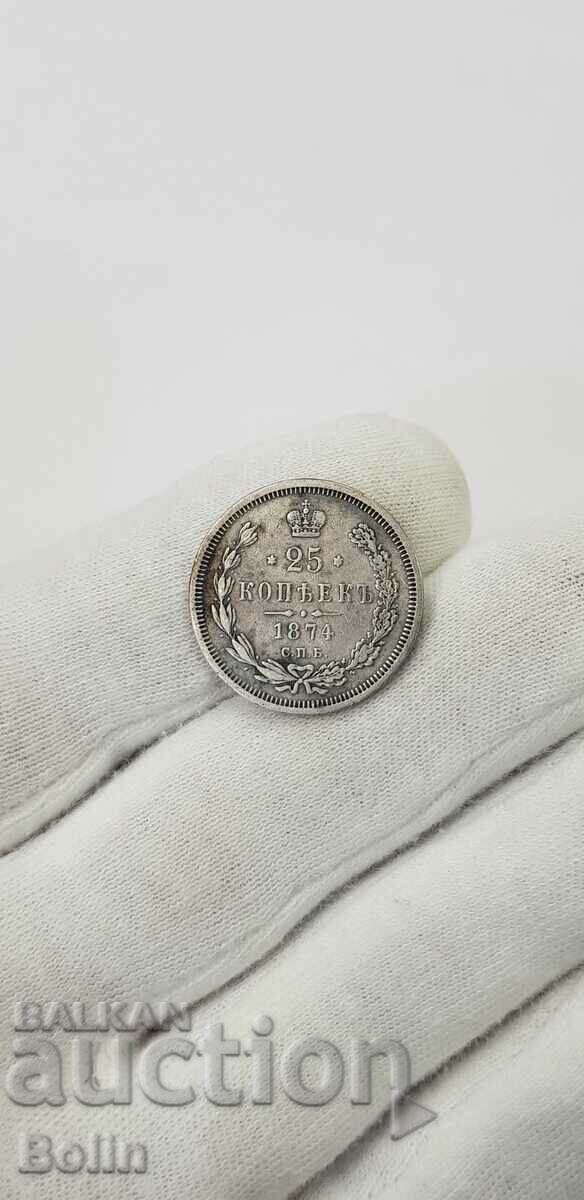 * 25 *
КОПѢЕКЪ
1874
С.П.Б.
BALKAN
auction
Bolin